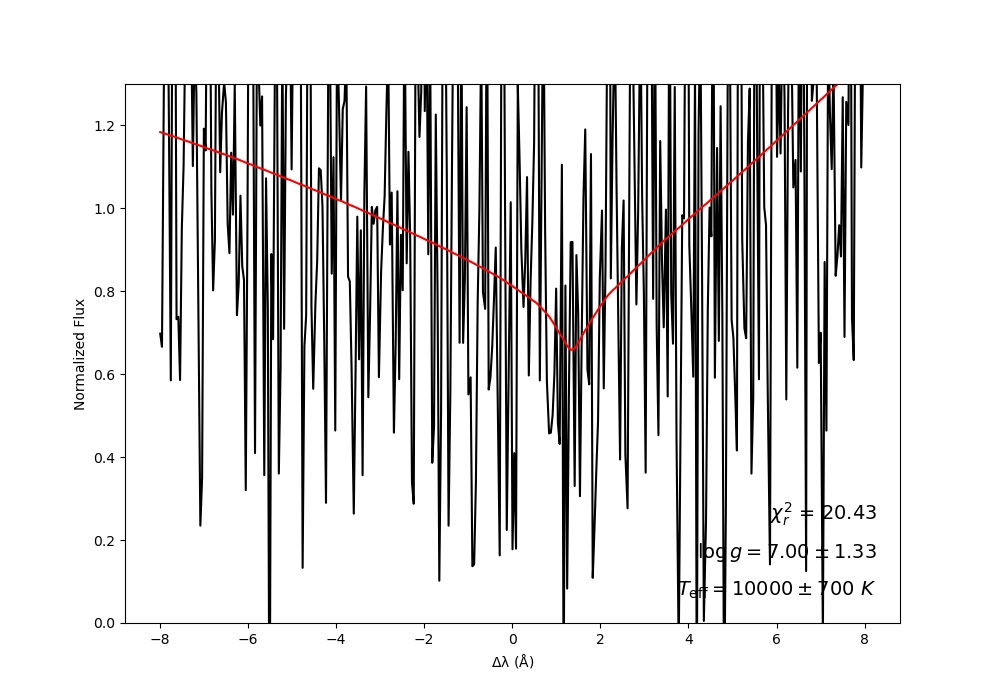 Normalized Flux
1.2
1.0
0.8
0.6
0.4
0.2
0.0
χ²ᵣ = 20.43
log g = 7.00 ± 1.33
T_eff = 10000 ± 700 K
−8 −6 −4 −2 0 2 4 6 8
Δλ (Å)